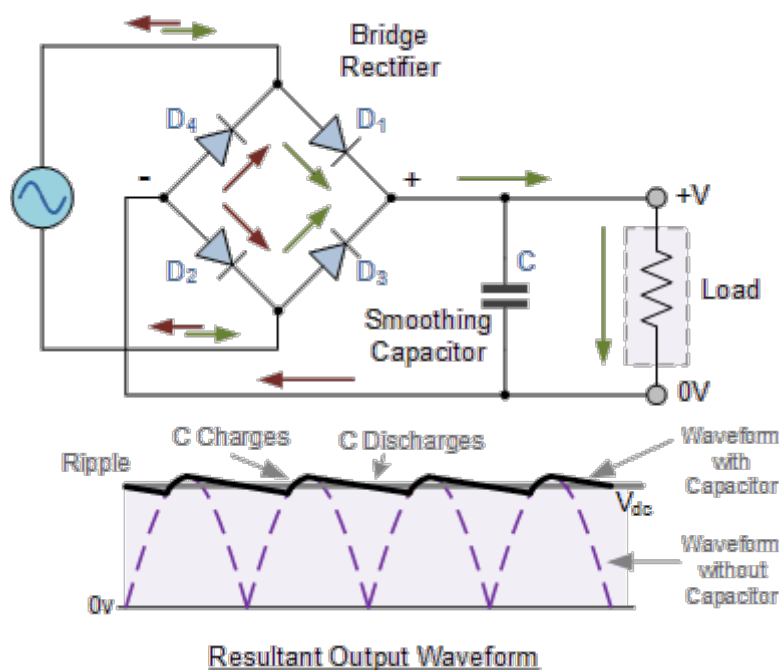 Bridge
Rectifier
D4
D1
-
+
+V
D2
D3
C
Load
Smoothing
Capacitor
0V
C Charges
C Discharges
Waveform
with
Capacitor
Ripple
Vdc
Waveform
without
Capacitor
0v
Resultant Output Waveform